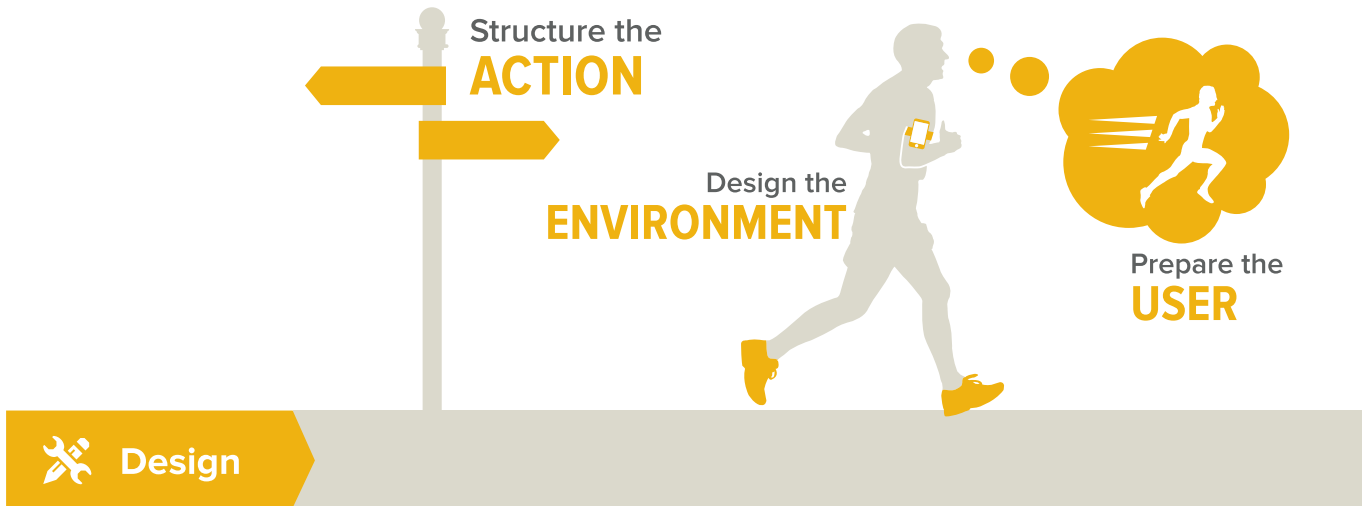 Structure the
ACTION
Design the
ENVIRONMENT
Prepare the
USER
Design